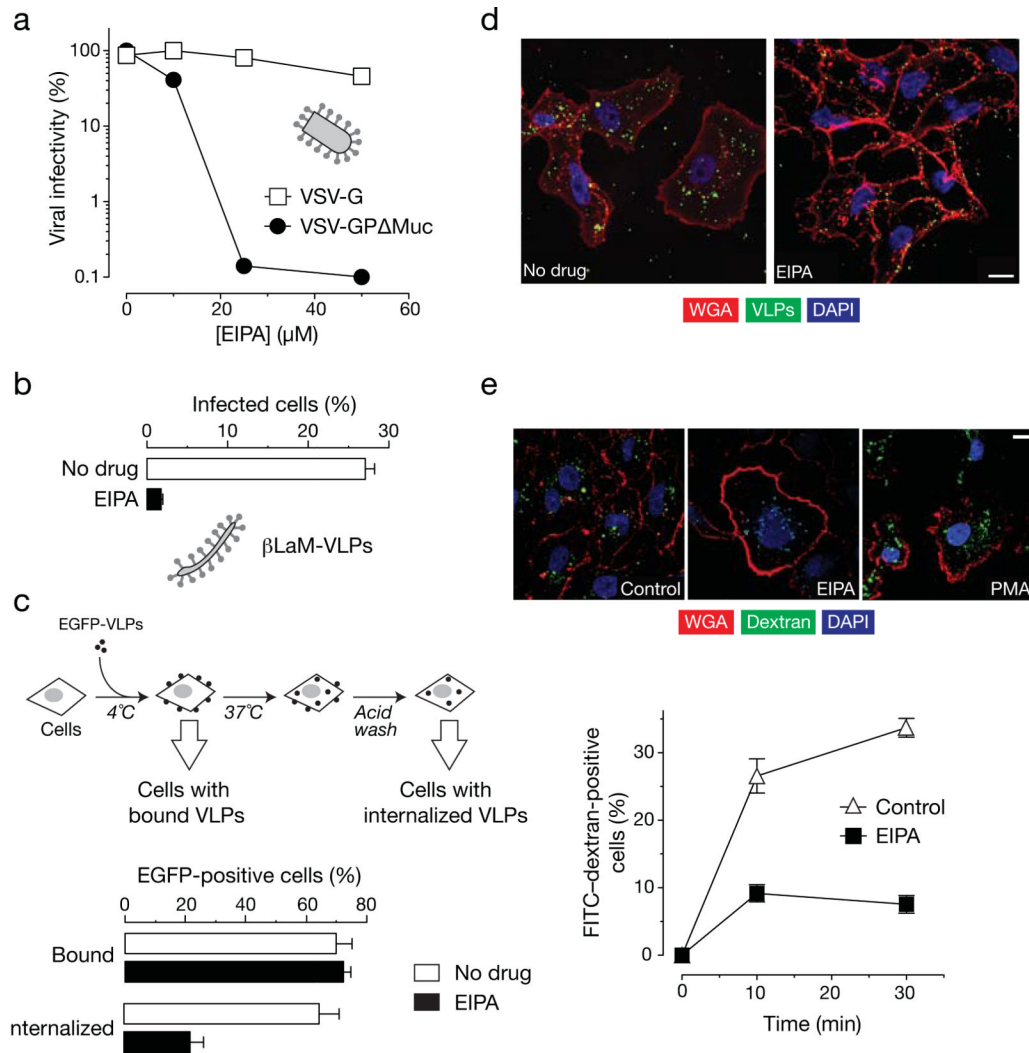 a
100
10
1
0.1
Viral infectivity (%)
VSV-G
VSV-GPΔMuc
0 20 40 60
[EIPA] (µM)
b
Infected cells (%)
0 10 20 30
No drug
EIPA
βLaM-VLPs
c
EGFP-VLPs
Cells
4°C
37°C
Acid
wash
Cells with
bound VLPs
Cells with
internalized VLPs
EGFP-positive cells (%)
0 20 40 60 80
Bound
nternalized
No drug
EIPA
d
No drug
EIPA
WGA VLPs DAPI
e
Control
EIPA
PMA
WGA Dextran DAPI
FITC–dextran-positive
cells (%)
30
20
10
0
Control
EIPA
0 10 20 30
Time (min)